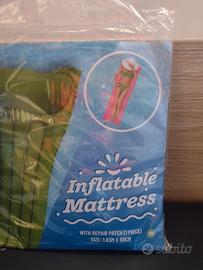 Inflatable
Mattress
WITH REPAIR PATCH (1 PIECE)
SIZE: 1.83M X 69CM
subito